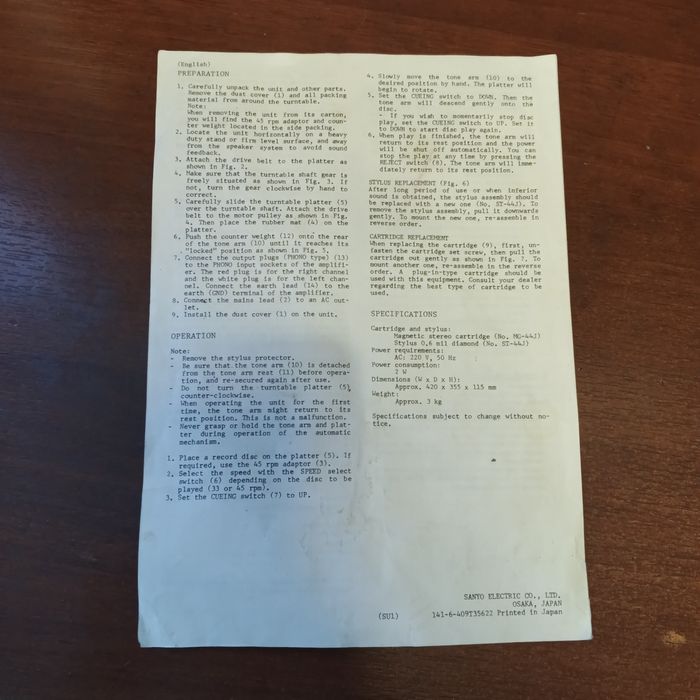 (English)
PREPARATION
1. Carefully unpack the unit and other parts.
Remove the dust cover (1) and all packing
material from around the turntable.
Note:
When removing the unit from its carton,
you will find the 45 rpm adaptor and coun-
ter weight located in the side packing.
2. Locate the unit horizontally on a heavy
duty stand or firm level surface, and away
from the speaker system to avoid sound
feedback.
3. Attach the drive belt to the platter as
shown in Fig. 2.
4. Make sure that the turntable shaft gear is
freely situated as shown in Fig. 3. If
not, turn the gear clockwise by hand to
correct.
5. Carefully slide the turntable platter (5)
over the turntable shaft. Attach the drive
belt to the motor pulley as shown in Fig.
4. Then place the rubber mat (4) on the
platter.
6. Push the counter weight (12) onto the rear
of the tone arm (10) until it reaches its
"locked" position as shown in Fig. 5.
7. Connect the output plugs (PHONO type) (13)
to the PHONO input sockets of the amplifi-
er. The red plug is for the right channel
and the white plug is for the left chan-
nel. Connect the earth lead (14) to the
earth (GND) terminal of the amplifier.
8. Connect the mains lead (2) to an AC out-
let.
9. Install the dust cover (1) on the unit.
OPERATION
Note:
- Remove the stylus protector.
- Be sure that the tone arm (10) is detached
from the tone arm rest (11) before opera-
tion, and re-secured again after use.
- Do not turn the turntable platter (5)
counter-clockwise.
- When operating the unit for the first
time, the tone arm might return to its
rest position. This is not a malfunction.
- Never grasp or hold the tone arm and plat-
ter during operation of the automatic
mechanism.
1. Place a record disc on the platter (5). If
required, use the 45 rpm adaptor (3).
2. Select the speed with the SPEED select
switch (6) depending on the disc to be
played (33 or 45 rpm).
3. Set the CUEING switch (7) to UP.
4. Slowly move the tone arm (10) to the
desired position by hand. The platter will
begin to rotate.
5. Set the CUEING switch to DOWN. Then the
tone arm will descend gently onto the
disc.
- If you wish to momentarily stop disc
play, set the CUEING switch to UP. Set it
to DOWN to start disc play again.
6. When play is finished, the tone arm will
return to its rest position and the power
will be shut off automatically. You can
stop the play at any time by pressing the
REJECT switch (8). The tone arm will imme-
diately return to its rest position.
STYLUS REPLACEMENT (Fig. 6)
After long period of use or when inferior
sound is obtained, the stylus assembly should
be replaced with a new one (No. ST-44J). To
remove the stylus assembly, pull it downwards
gently. To mount the new one, re-assemble in
reverse order.
CARTRIDGE REPLACEMENT
When replacing the cartridge (9), first, un-
fasten the cartridge set screw, then pull the
cartridge out gently as shown in Fig. 7. To
mount another one, re-assemble in the reverse
order. A plug-in-type cartridge should be
used with this equipment. Consult your dealer
regarding the best type of cartridge to be
used.
SPECIFICATIONS
Cartridge and stylus:
Magnetic stereo cartridge (No. MG-44J)
Stylus 0.6 mil diamond (No. ST-44J)
Power requirements:
AC: 220 V, 50 Hz
Power consumption:
2 W
Dimensions (W x D x H):
Approx. 420 x 355 x 115 mm
Weight:
Approx. 3 kg
Specifications subject to change without no-
tice.
SANYO ELECTRIC CO., LTD.
OSAKA, JAPAN
(SU1) 141-6-409T35622 Printed in Japan